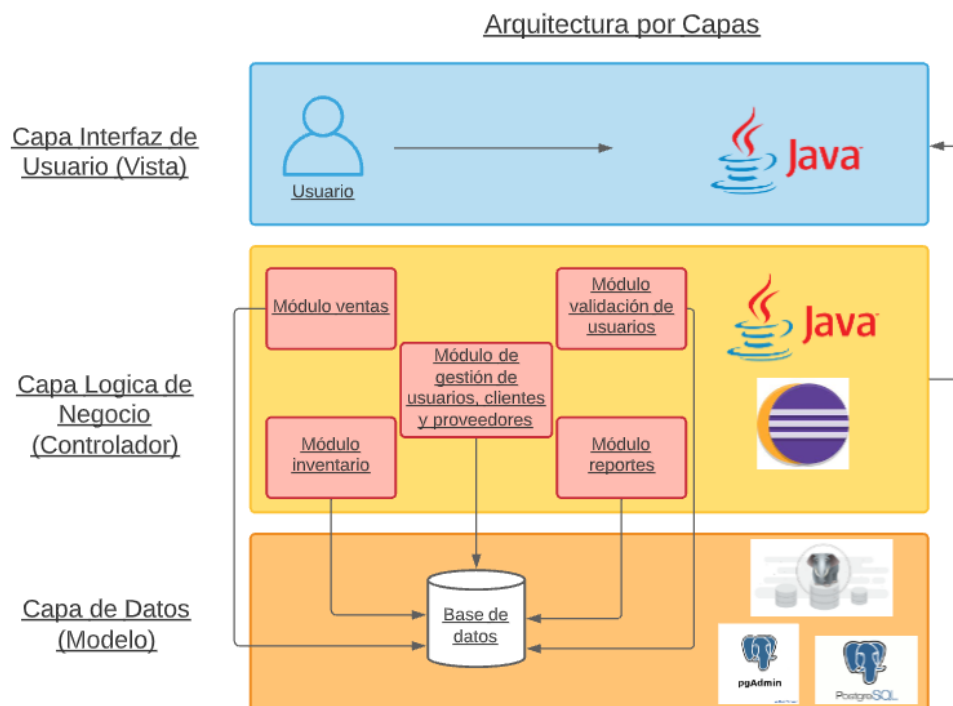 Arquitectura por Capas
Capa Interfaz de
Usuario (Vista)
Usuario
Java
Capa Logica de
Negocio
(Controlador)
Módulo ventas
Módulo
validación de
usuarios
Módulo de
gestión de
usuarios, clientes
y proveedores
Módulo
inventario
Módulo
reportes
Java
Capa de Datos
(Modelo)
Base de
datos
pgAdmin
PostgreSQL